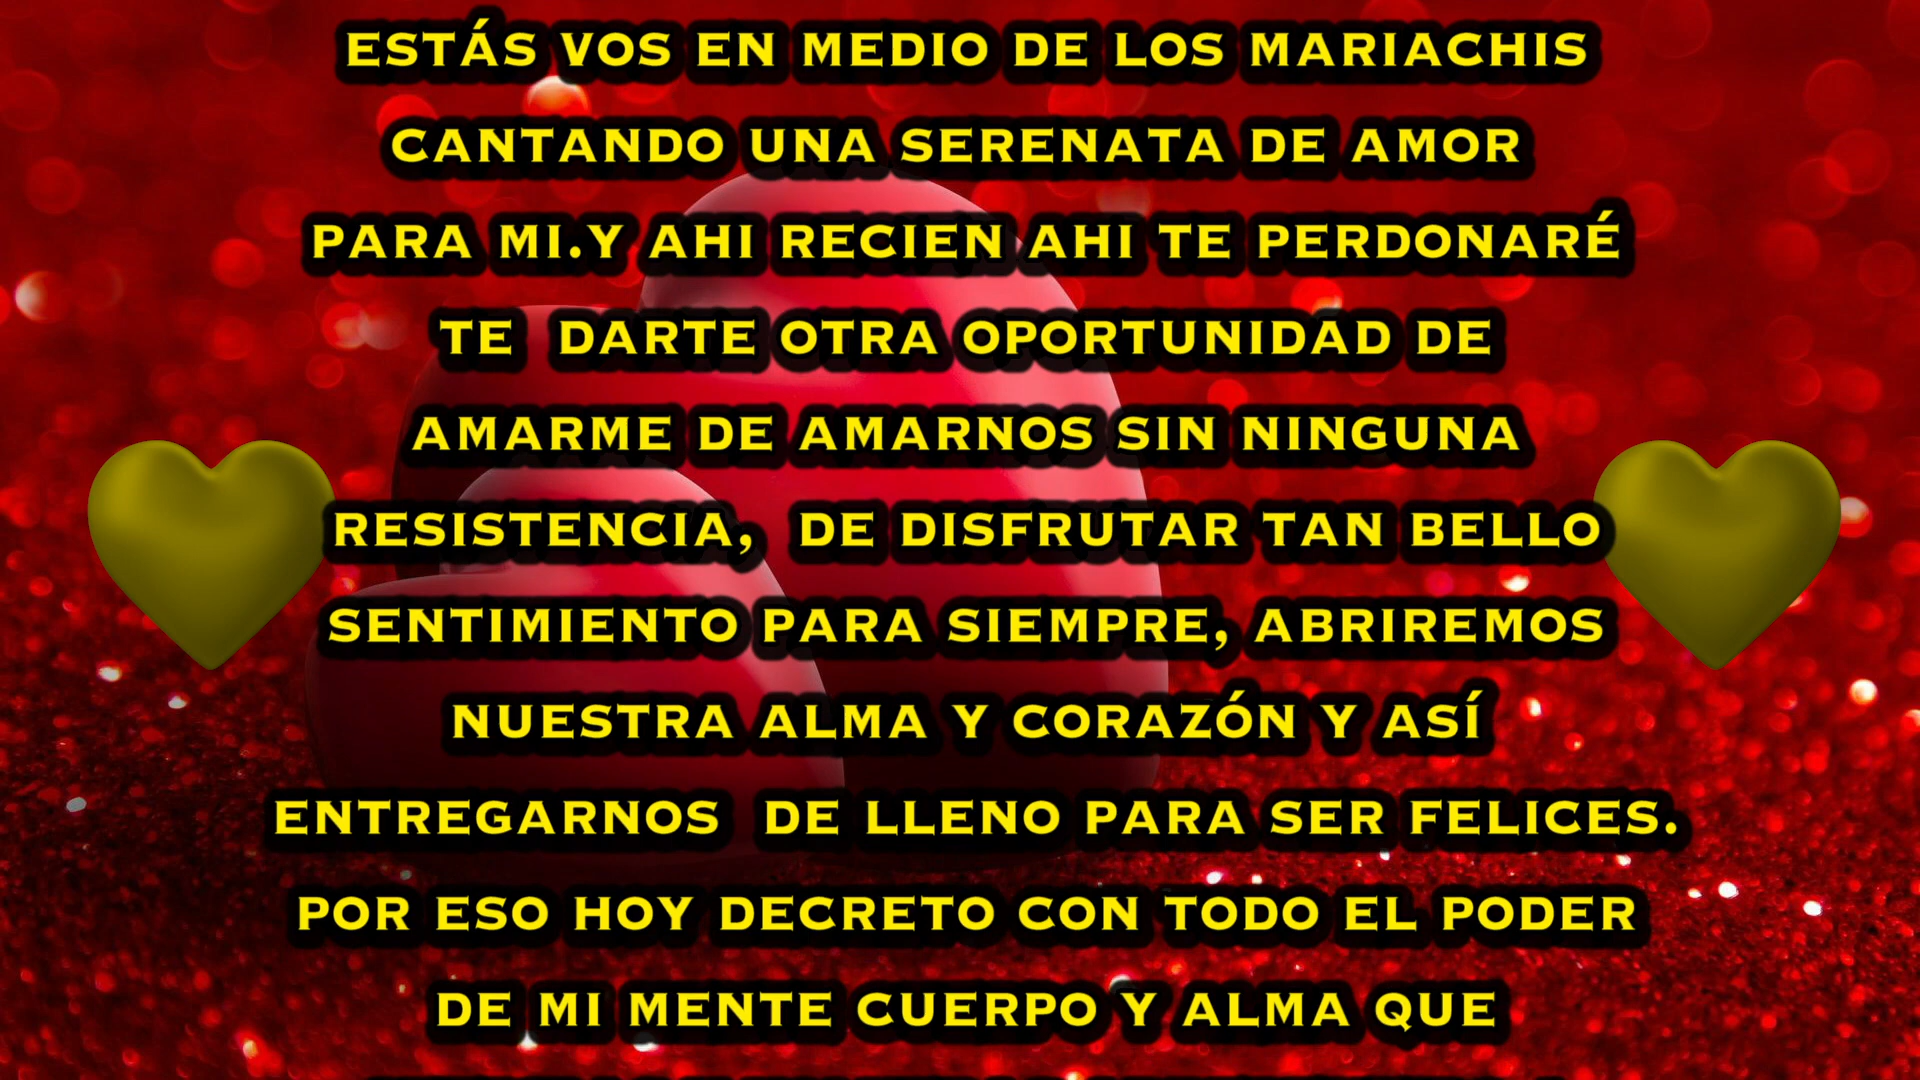 ESTÁS VOS EN MEDIO DE LOS MARIACHIS
CANTANDO UNA SERENATA DE AMOR
PARA MI.Y AHI RECIEN AHI TE PERDONARÉ
TE  DARTE OTRA OPORTUNIDAD DE
AMARME DE AMARNOS SIN NINGUNA
RESISTENCIA,  DE DISFRUTAR TAN BELLO
SENTIMIENTO PARA SIEMPRE, ABRIREMOS
NUESTRA ALMA Y CORAZÓN Y ASÍ
ENTREGARNOS  DE LLENO PARA SER FELICES.
POR ESO HOY DECRETO CON TODO EL PODER
DE MI MENTE CUERPO Y ALMA QUE